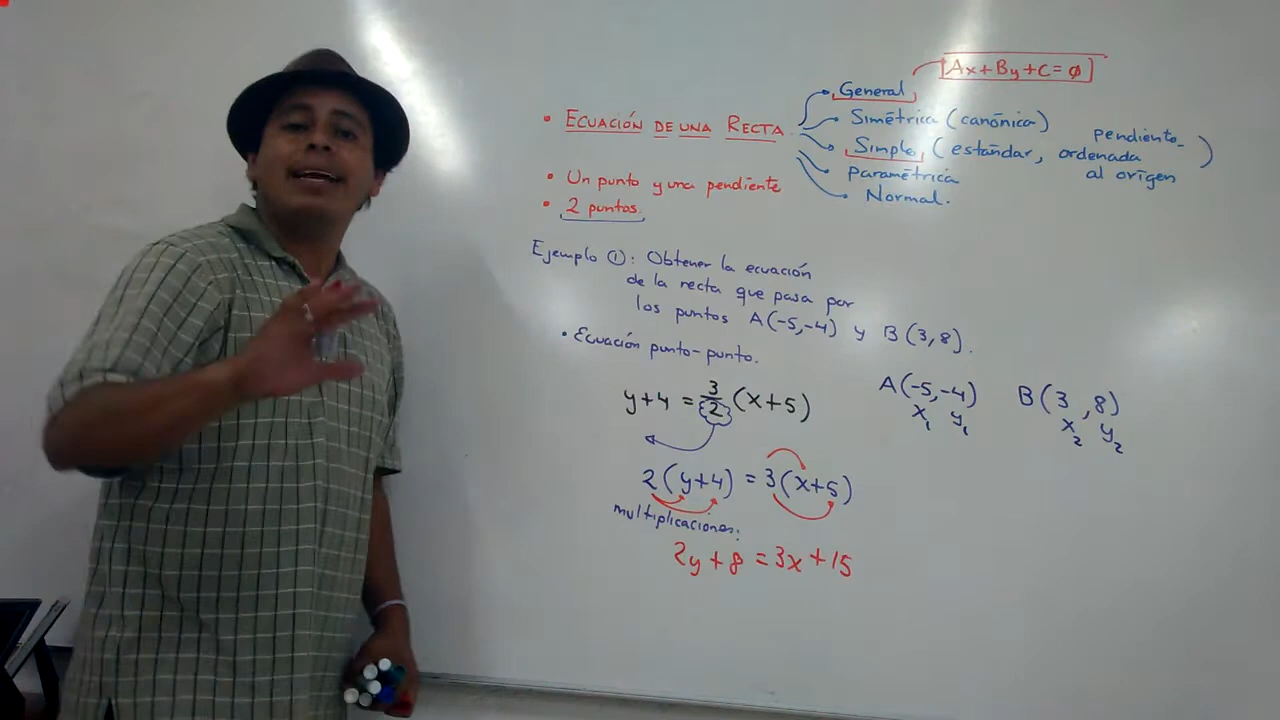 • ECUACIÓN DE UNA RECTA
General
Ax+By+C=∅
Simétrica (canónica)
Simple (estándar, pendiente-ordenada al origen)
paramétrica
Normal.
• Un punto y una pendiente
• 2 puntos.
Ejemplo ①: Obtener la ecuación
de la recta que pasa por
los puntos A(-5,-4) y B(3,8).
• Ecuación punto-punto.
y+4 = 3/2 (x+5)
A(-5,-4) B(3,8)
x₁ y₁ x₂ y₂
2(y+4) = 3(x+5)
multiplicaciones:
2y+8 = 3x+15